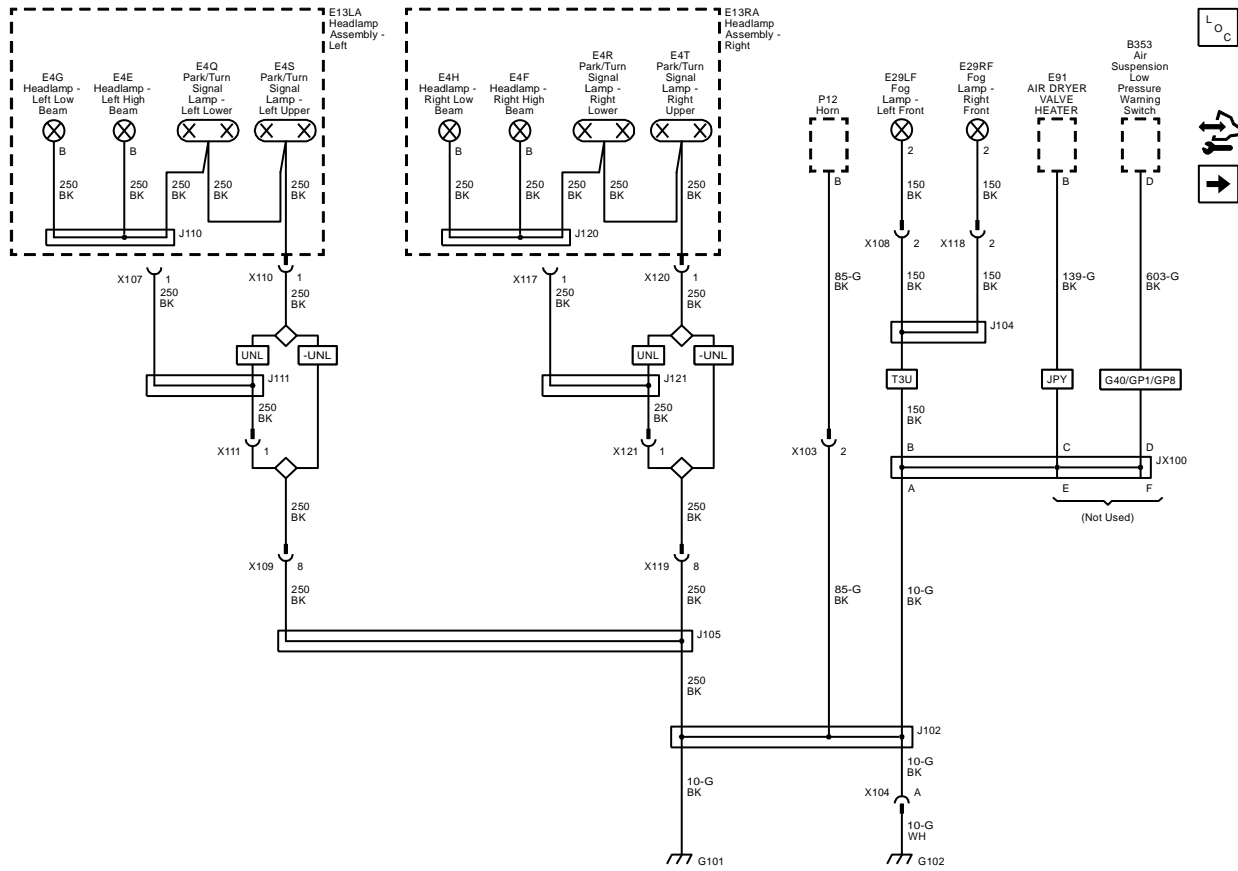 E13LA
Headlamp
Assembly -
Left
E13RA
Headlamp
Assembly -
Right
L
O
C
E4G
Headlamp -
Left Low
Beam
E4E
Headlamp -
Left High
Beam
E4Q
Park/Turn
Signal
Lamp -
Left Lower
E4S
Park/Turn
Signal
Lamp -
Left Upper
E4H
Headlamp -
Right Low
Beam
E4F
Headlamp -
Right High
Beam
E4R
Park/Turn
Signal
Lamp -
Right
Lower
E4T
Park/Turn
Signal
Lamp -
Right
Upper
P12
Horn
E29LF
Fog
Lamp -
Left Front
E29RF
Fog
Lamp -
Right
Front
E91
AIR DRYER
VALVE
HEATER
B353
Air
Suspension
Low
Pressure
Warning
Switch
B
B
B
B
B
2
2
B
D
250
BK
250
BK
250
BK
250
BK
250
BK
250
BK
250
BK
250
BK
250
BK
250
BK
150
BK
150
BK
J110
J120
X108
2
X118
2
X107
1
X110
1
X117
1
X120
1
250
BK
250
BK
250
BK
250
BK
85-G
BK
150
BK
150
BK
139-G
BK
603-G
BK
J104
UNL
-UNL
UNL
-UNL
J111
J121
T3U
JPY
G40/GP1/GP8
250
BK
250
BK
150
BK
X111
1
X121
1
X103
2
B
C
D
JX100
A
E
F
(Not Used)
250
BK
250
BK
X109
8
X119
8
250
BK
250
BK
85-G
BK
10-G
BK
J105
250
BK
J102
10-G
BK
10-G
BK
X104
A
10-G
WH
G101
G102